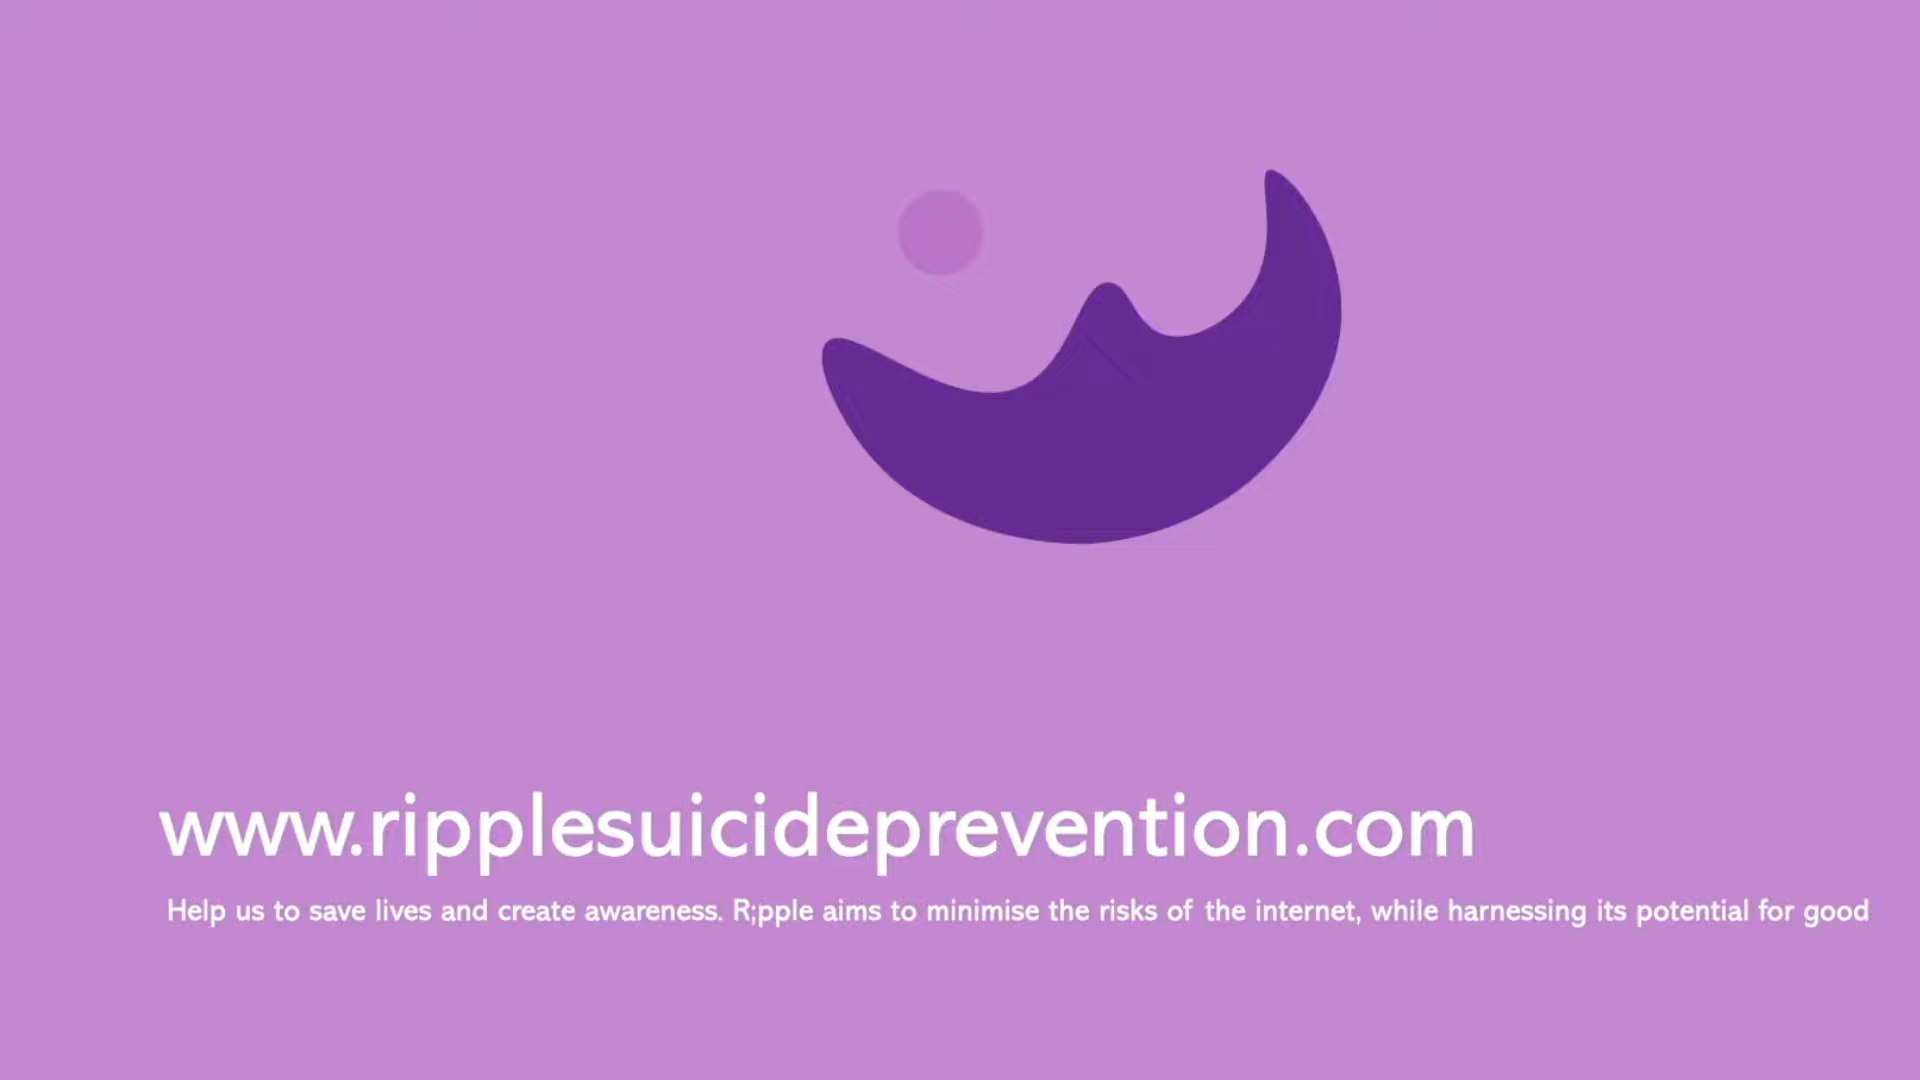 www.ripplesuicideprevention.com
Help us to save lives and create awareness. R;pple aims to minimise the risks of the internet, while harnessing its potential for good